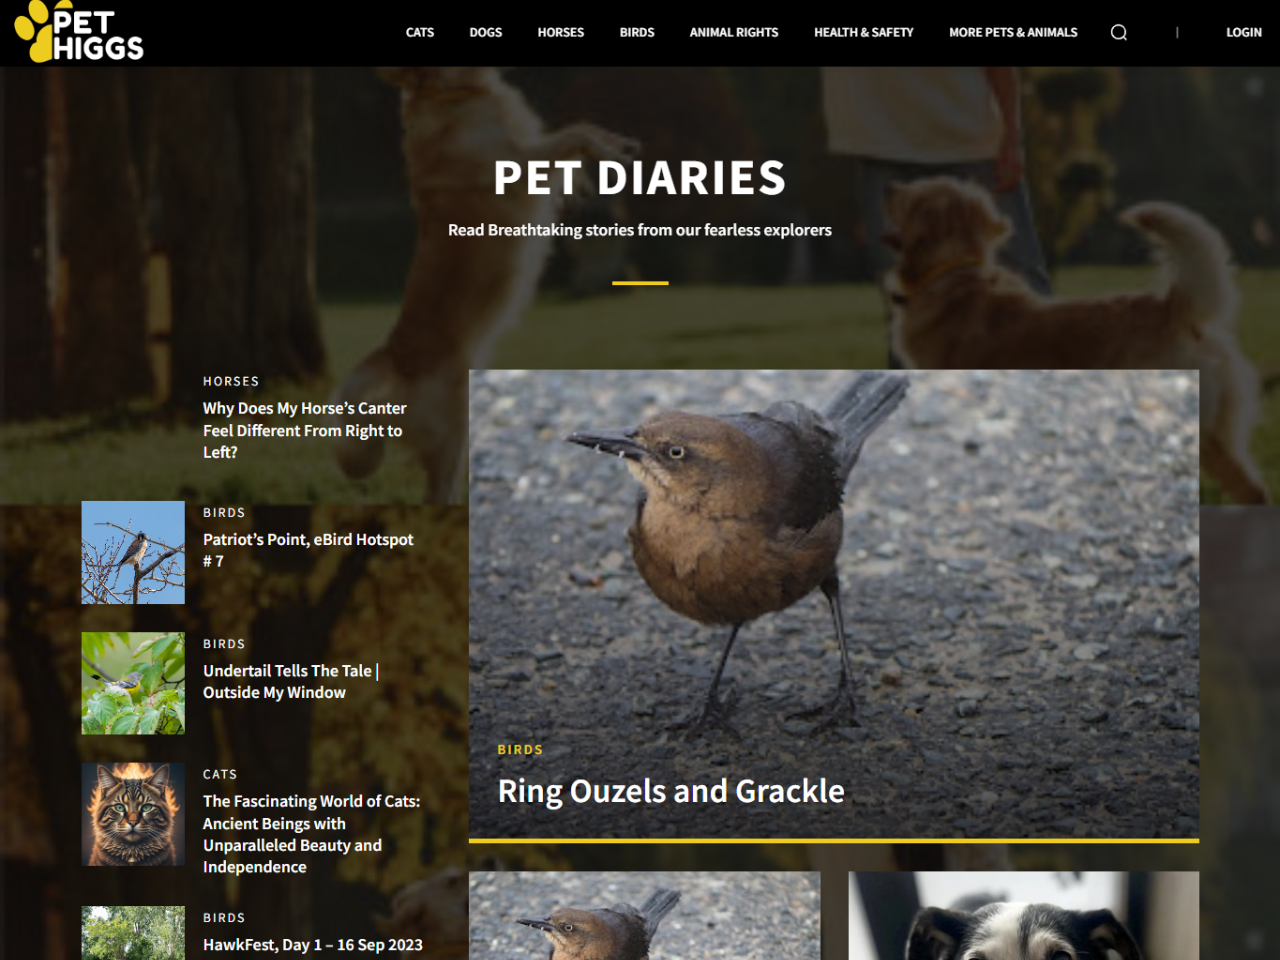 PET
HIGGS
CATS
DOGS
HORSES
BIRDS
ANIMAL RIGHTS
HEALTH & SAFETY
MORE PETS & ANIMALS
|
LOGIN
PET DIARIES
Read Breathtaking stories from our fearless explorers
HORSES
Why Does My Horse’s Canter
Feel Different From Right to
Left?
BIRDS
Patriot’s Point, eBird Hotspot
# 7
BIRDS
Undertail Tells The Tale |
Outside My Window
CATS
The Fascinating World of Cats:
Ancient Beings with
Unparalleled Beauty and
Independence
BIRDS
HawkFest, Day 1 – 16 Sep 2023
BIRDS
Ring Ouzels and Grackle